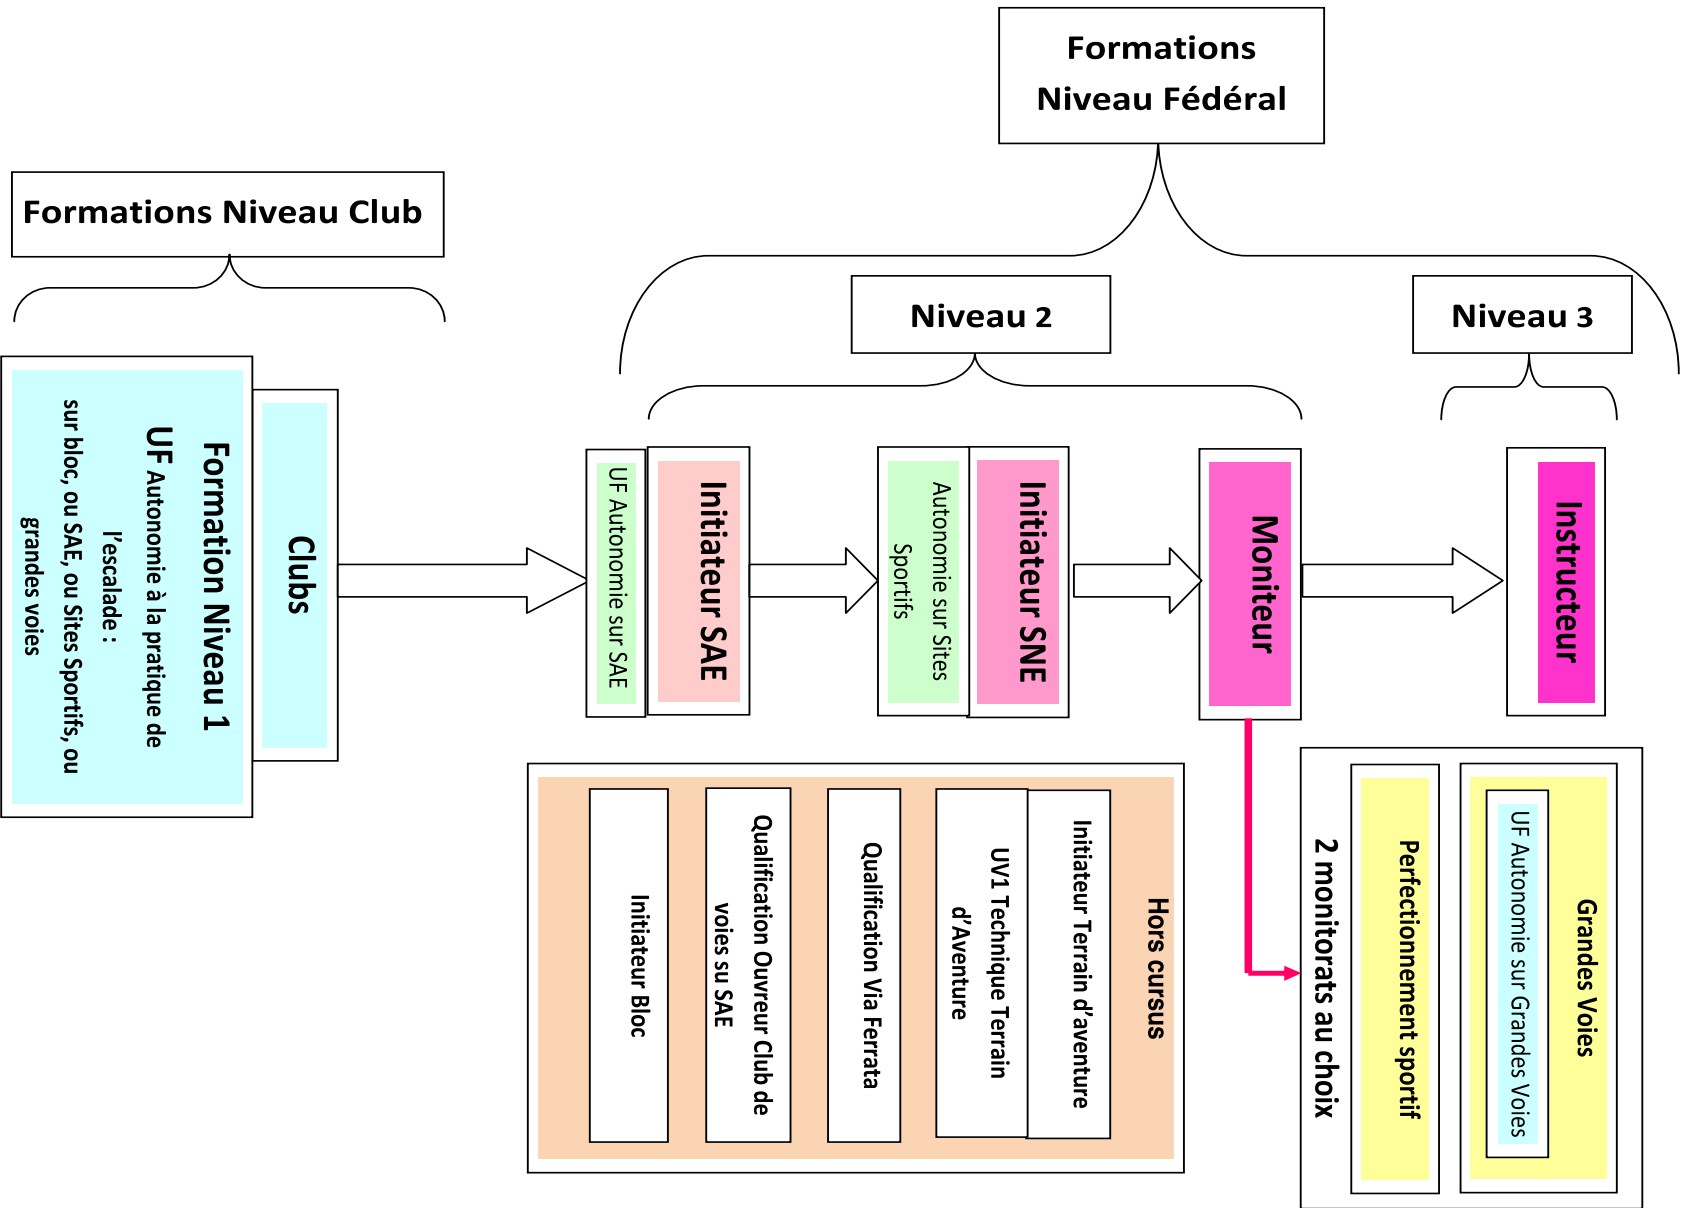 Formations
Niveau Fédéral
Formations Niveau Club
Niveau 2
Niveau 3
Formation Niveau 1
UF Autonomie à la pratique de
l'escalade :
sur bloc, ou SAE, ou Sites Sportifs, ou
grandes voies
Clubs
UF Autonomie sur SAE
Initiateur SAE
Autonomie sur Sites
Sportifs
Initiateur SNE
Moniteur
Instructeur
Hors cursus
Initiateur Terrain d'aventure
UV1 Technique Terrain
d'Aventure
Qualification Via Ferrata
Qualification Ouvreur Club de
voies su SAE
Initiateur Bloc
Grandes Voies
UF Autonomie sur Grandes Voies
Perfectionnement sportif
2 monitorats au choix